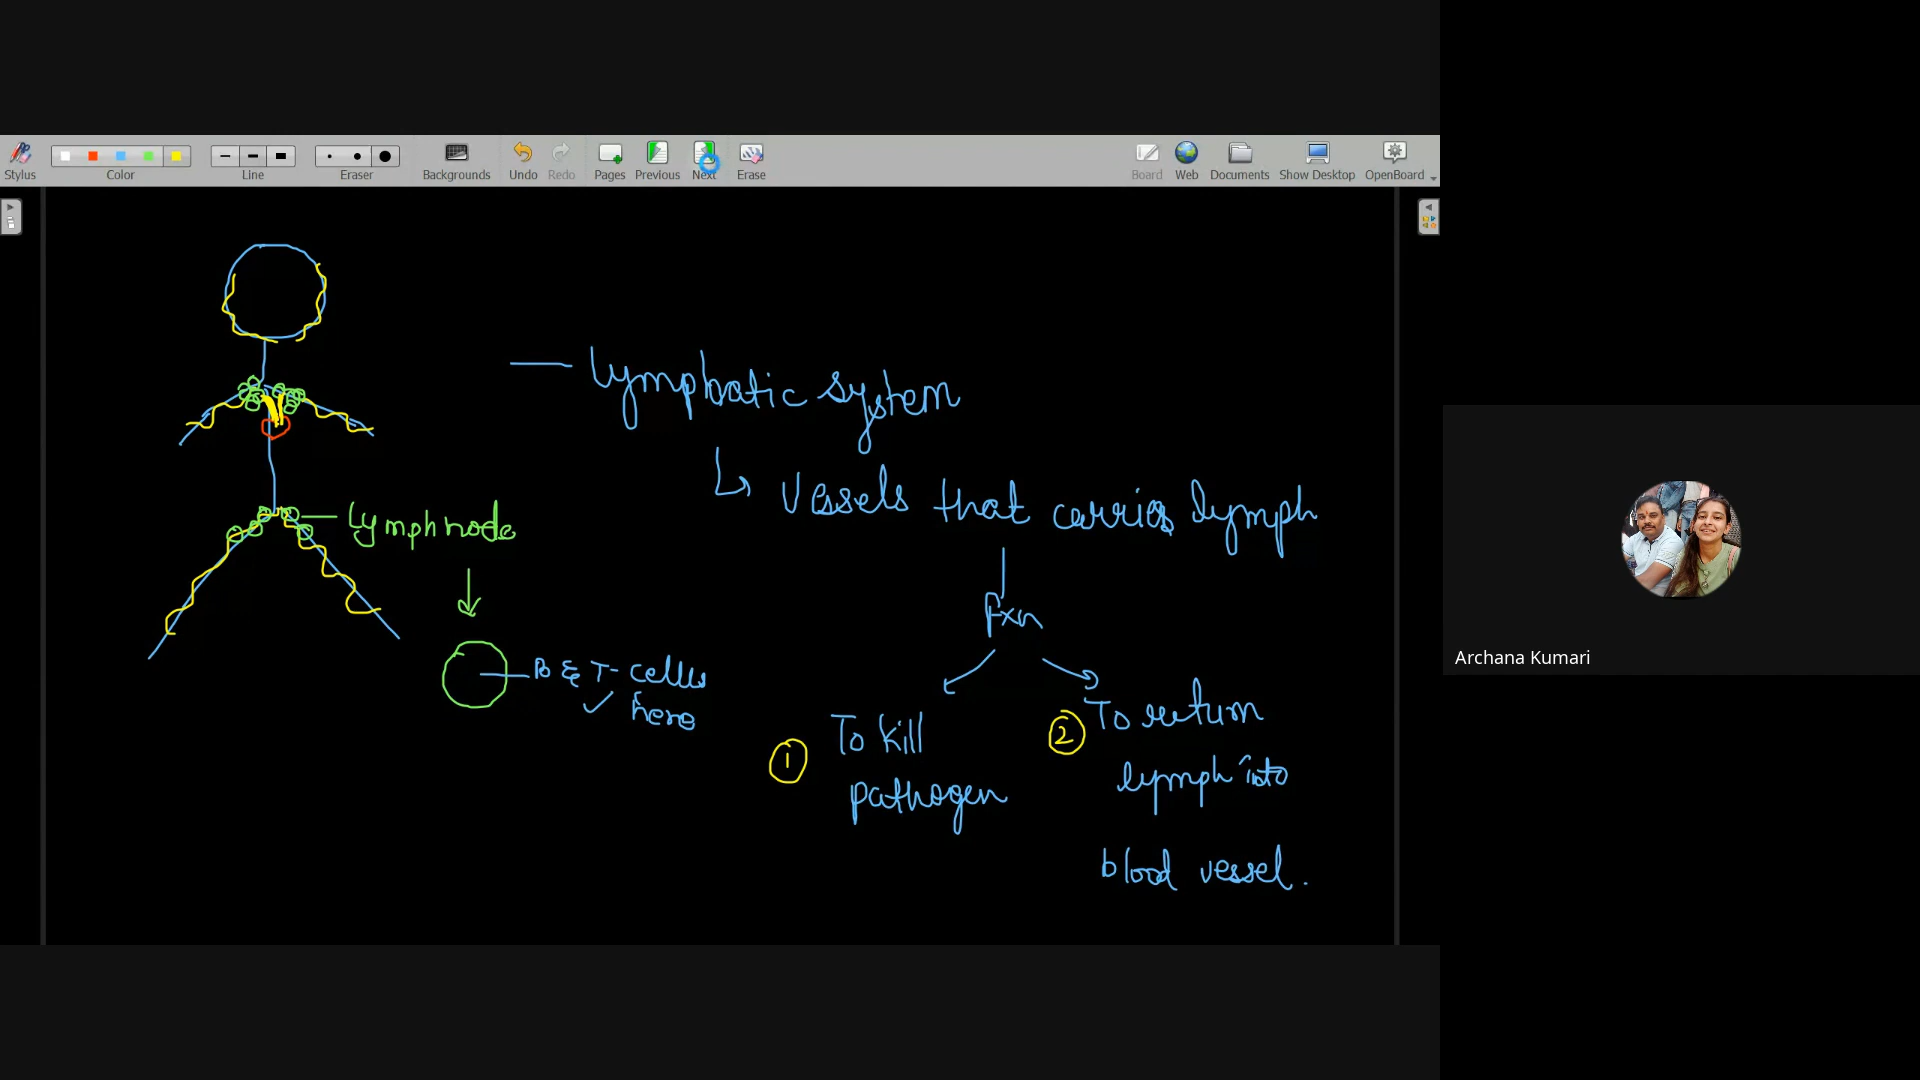 Stylus
Color
Line
Eraser
Backgrounds
Undo
Redo
Pages
Previous
Next
Erase
Board
Web
Documents
Show Desktop
OpenBoard
Lymphatic system
Vessels that carries lymph
Lymphnode
fxn
B & T- cells
here
To kill
pathogen
1
2
To return
lymph into
blood vessel.
Archana Kumari